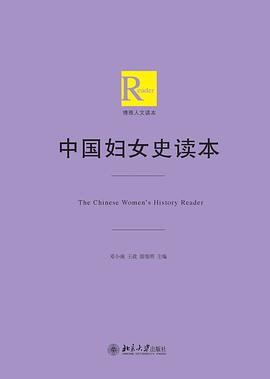 Reader
博雅人文读本
中国妇女史读本
The Chinese Women's History Reader
邓小南 王政 游鉴明 主编
北京大学出版社